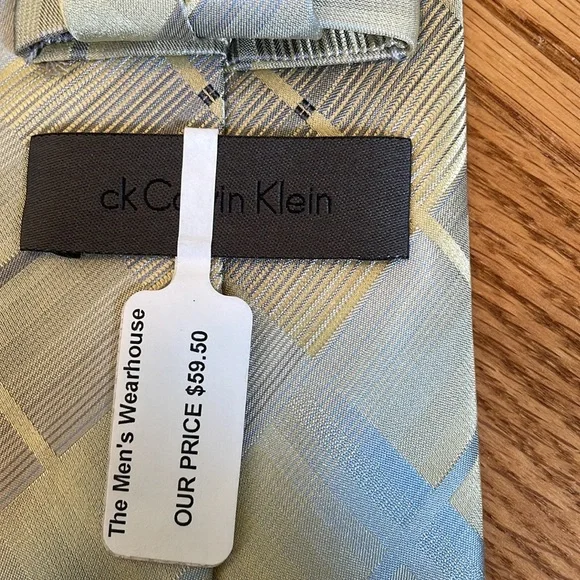 ck Calvin Klein
The Men's Wearhouse
OUR PRICE $59.50